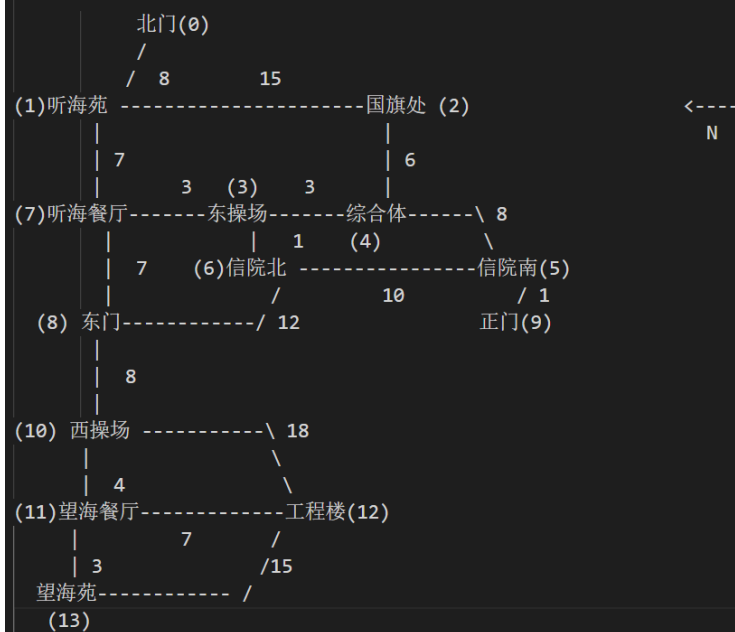 北门(0)
/
/ 8 15
(1)听海苑 ----------------------国旗处 (2) <----
| | N
| 7 | 6
| 3 (3) 3 |
(7)听海餐厅-------东操场-------综合体------\ 8
| | 1 (4) \
| 7 (6)信院北 ----------------信院南(5)
| / 10 / 1
(8) 东门------------/ 12 正门(9)
|
| 8
|
(10) 西操场 -----------\ 18
| \
| 4 \
(11)望海餐厅-------------工程楼(12)
| 7 /
| 3 /15
望海苑------------ /
(13)